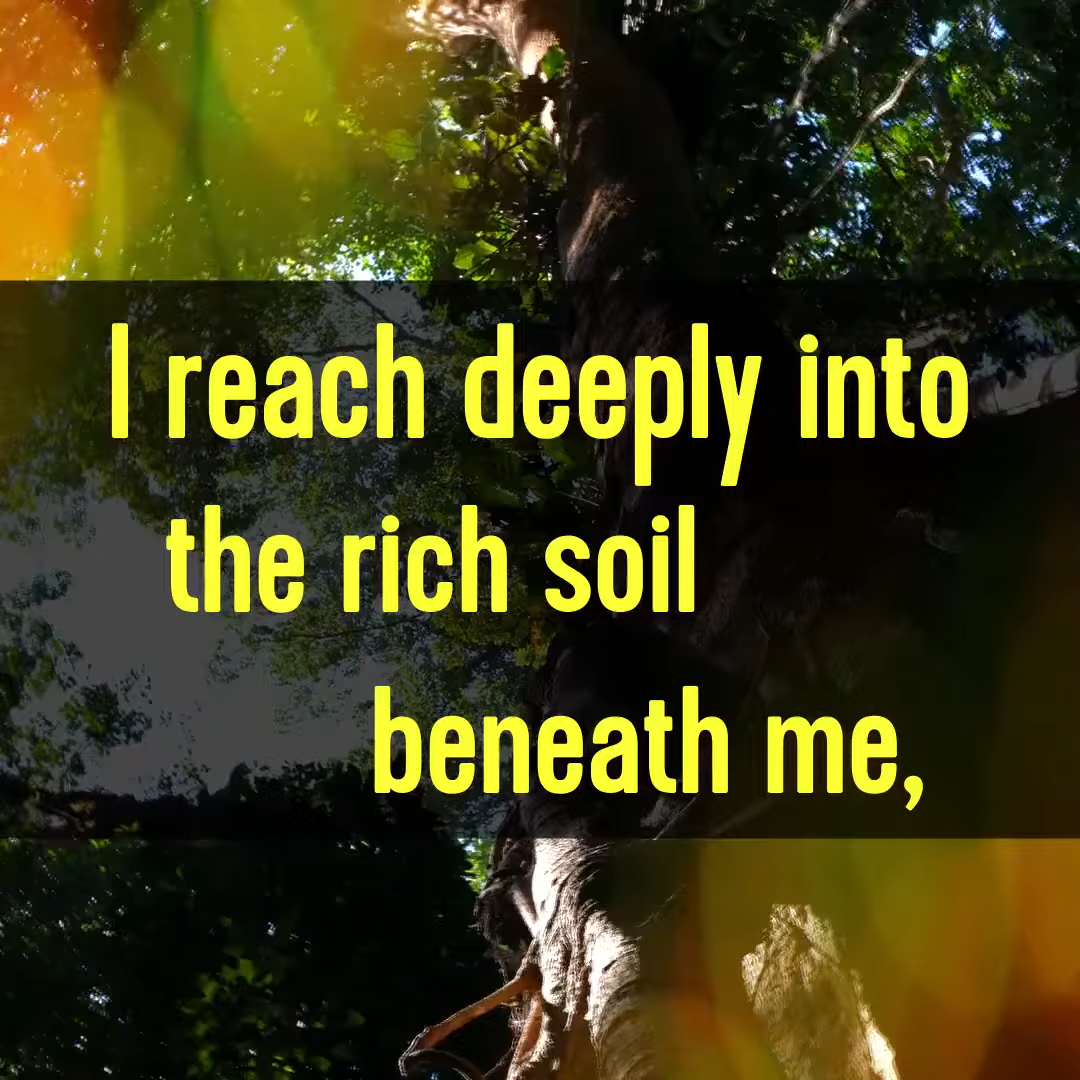 I reach deeply into
the rich soil
beneath me,